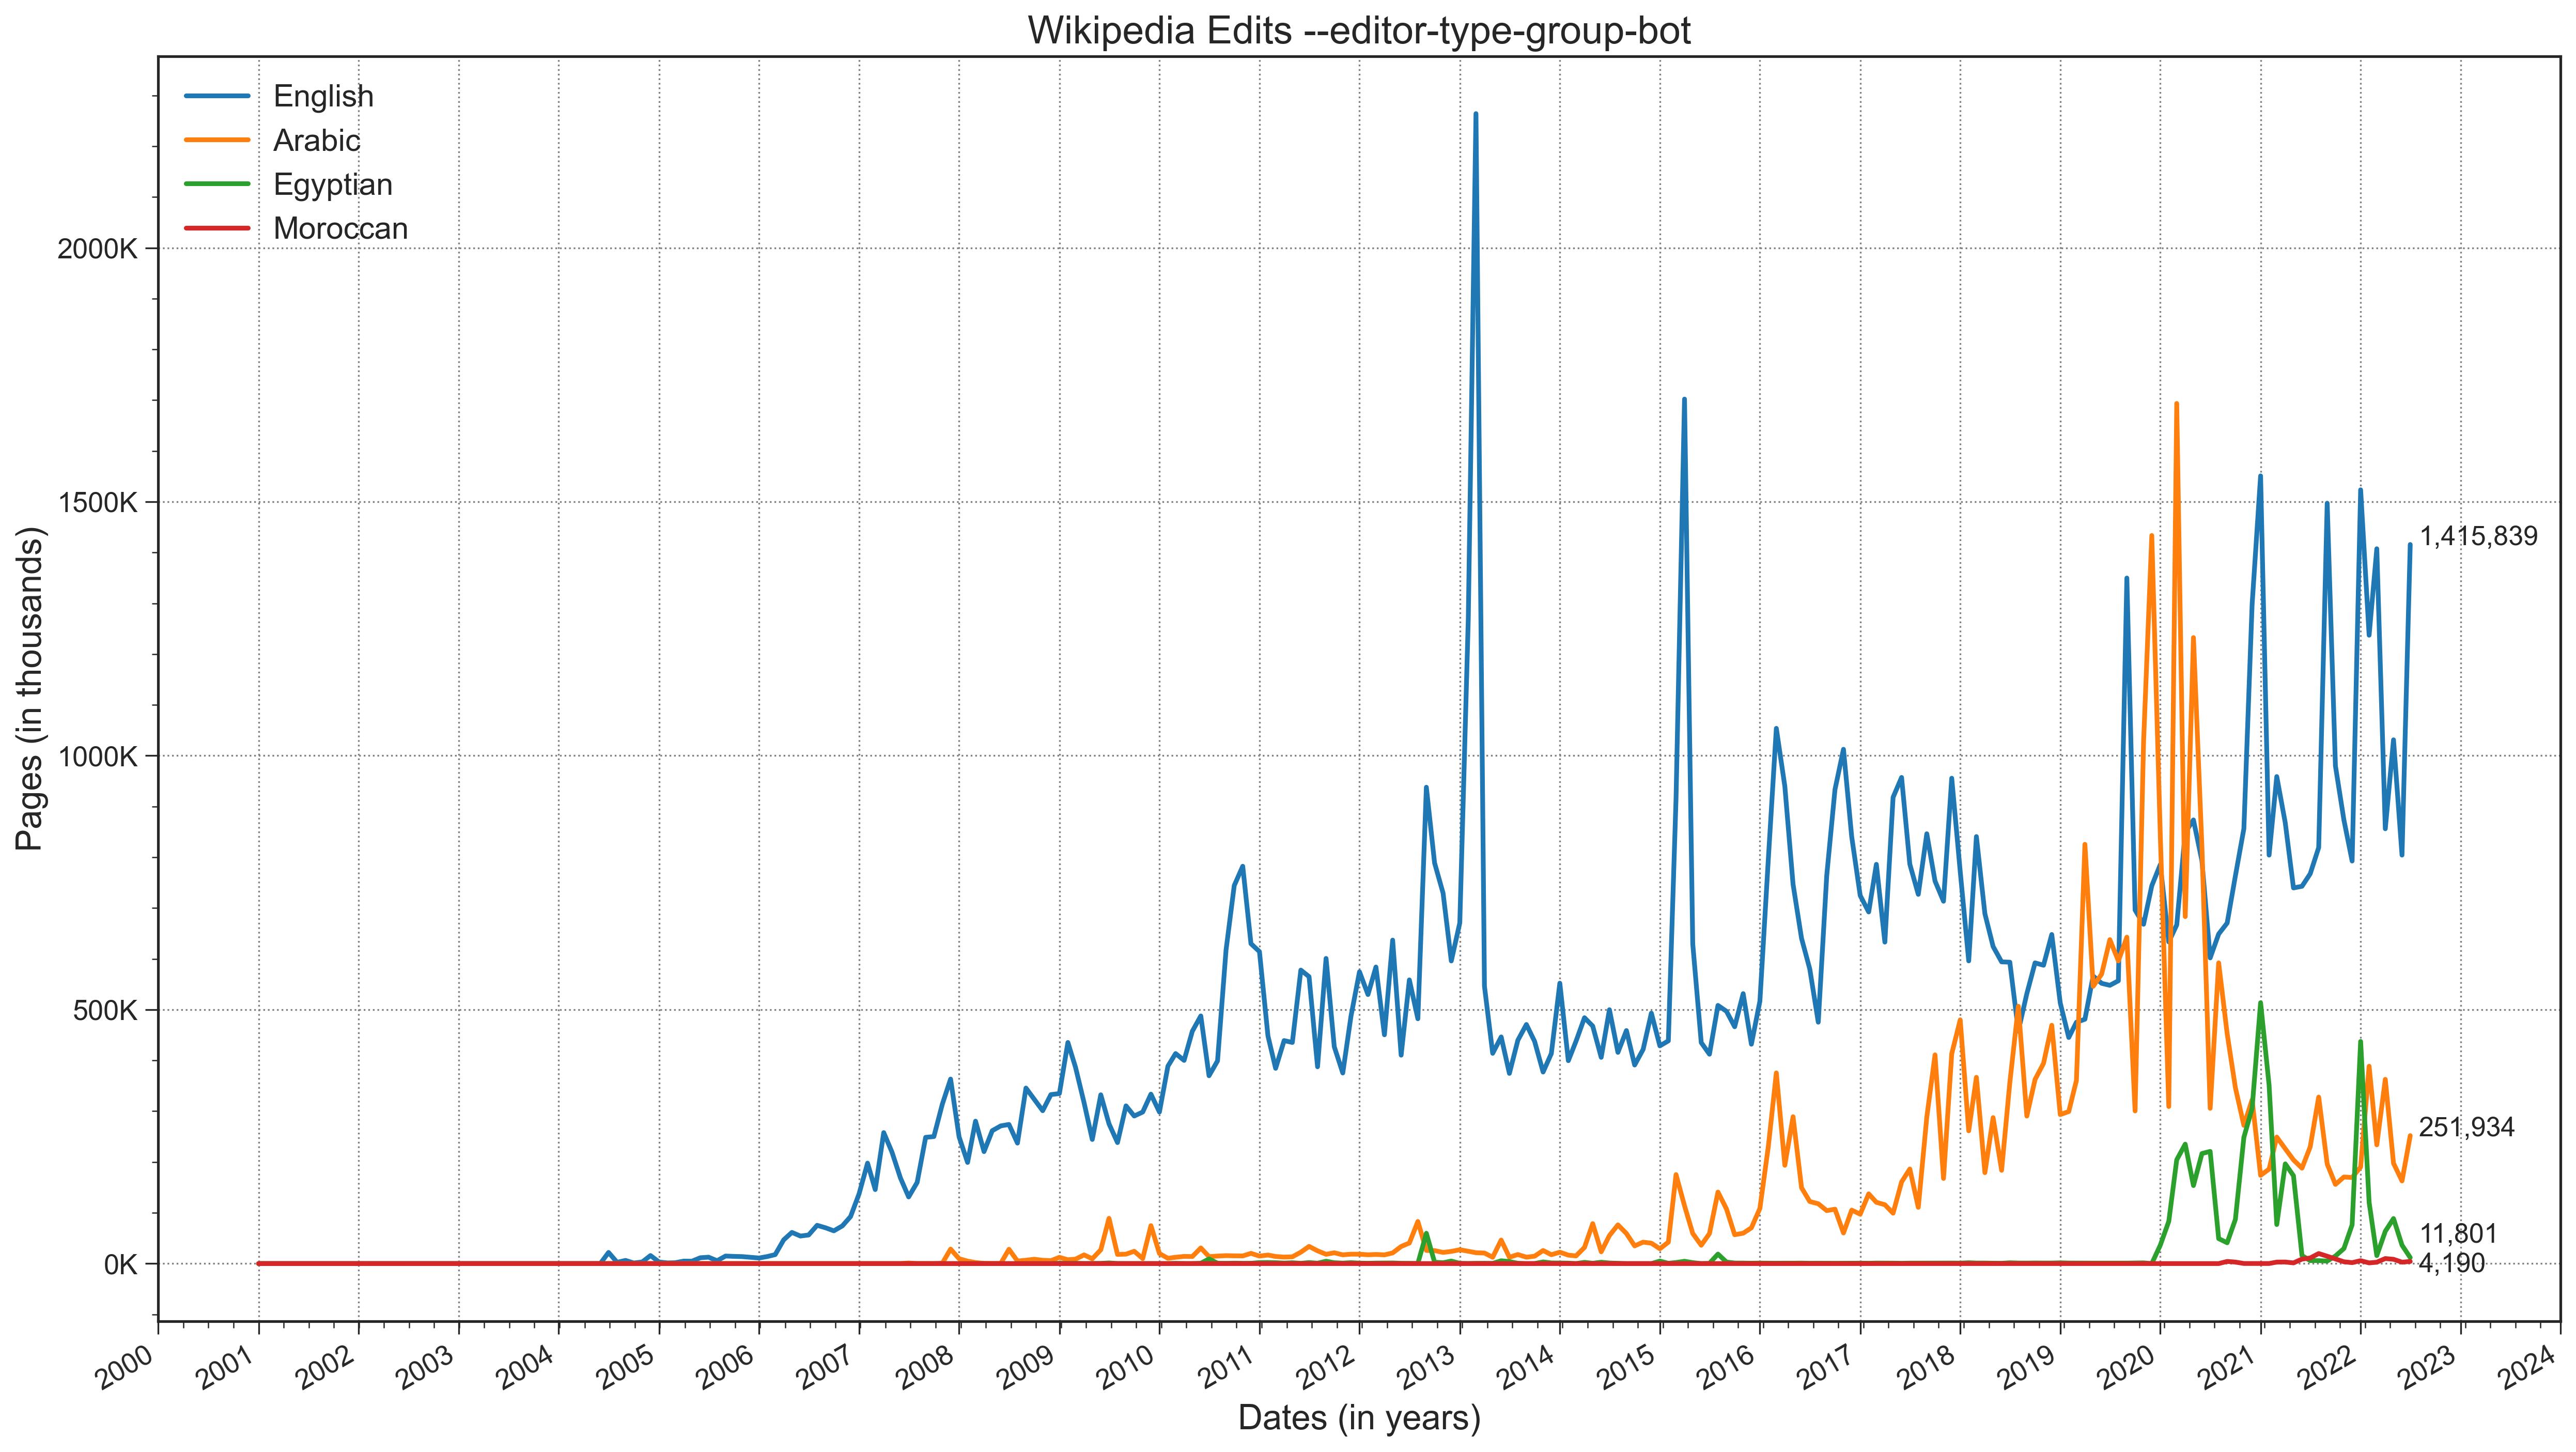 Wikipedia Edits --editor-type-group-bot
English
Arabic
Egyptian
Moroccan
Pages (in thousands)
2000K
1500K
1000K
500K
0K
1,415,839
251,934
11,801
4,190
2000 2001 2002 2003 2004 2005 2006 2007 2008 2009 2010 2011 2012 2013 2014 2015 2016 2017 2018 2019 2020 2021 2022 2023 2024
Dates (in years)